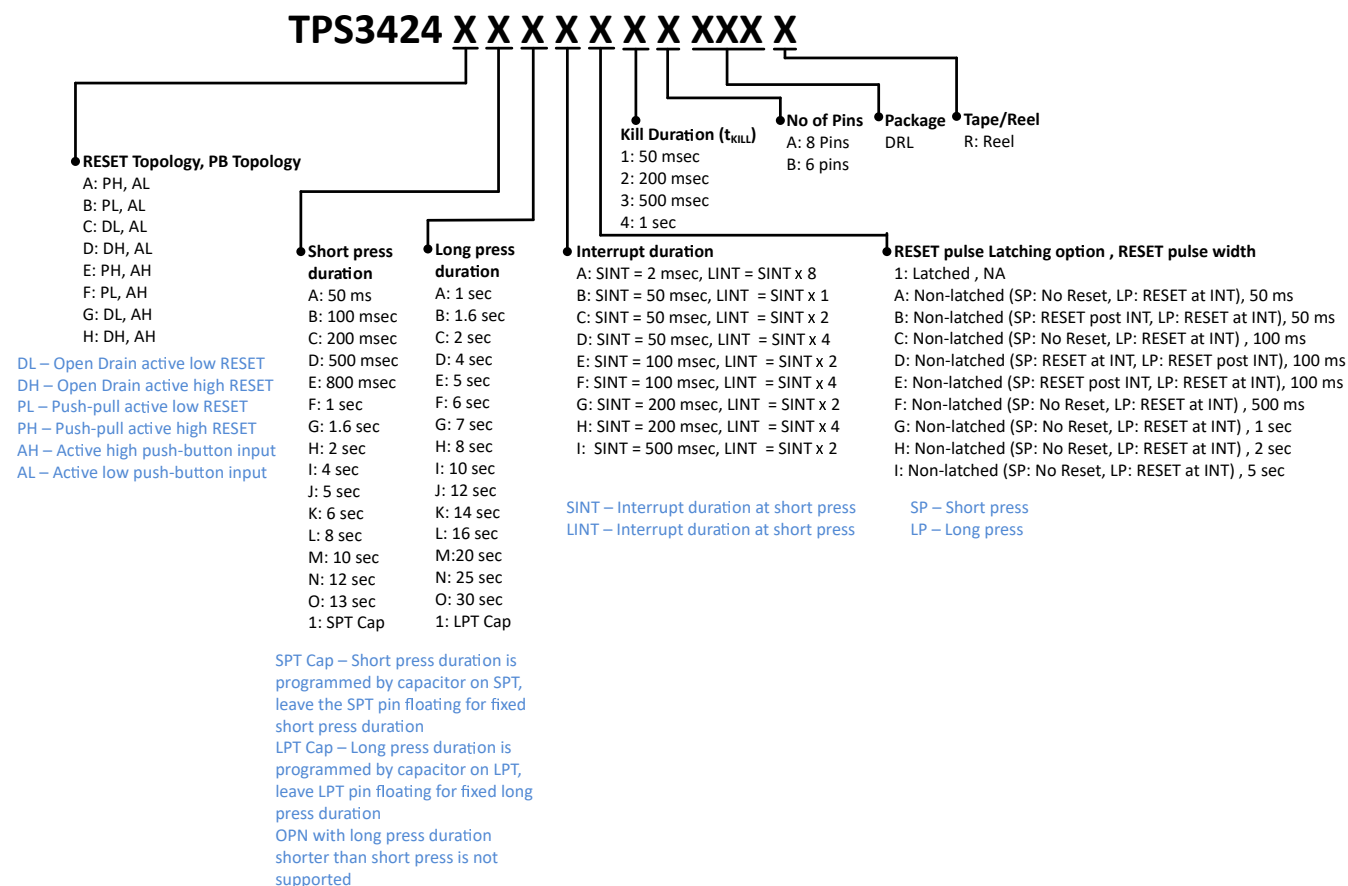 TPS3424 X X X X X X X XXX X
Kill Duration (tKILL)
1: 50 msec
2: 200 msec
3: 500 msec
4: 1 sec
No of Pins
A: 8 Pins
B: 6 pins
Package
DRL
Tape/Reel
R: Reel
RESET Topology, PB Topology
A: PH, AL
B: PL, AL
C: DL, AL
D: DH, AL
E: PH, AH
F: PL, AH
G: DL, AH
H: DH, AH
DL – Open Drain active low RESET
DH – Open Drain active high RESET
PL – Push-pull active low RESET
PH – Push-pull active high RESET
AH – Active high push-button input
AL – Active low push-button input
Short press
duration
A: 50 ms
B: 100 msec
C: 200 msec
D: 500 msec
E: 800 msec
F: 1 sec
G: 1.6 sec
H: 2 sec
I: 4 sec
J: 5 sec
K: 6 sec
L: 8 sec
M: 10 sec
N: 12 sec
O: 13 sec
1: SPT Cap
Long press
duration
A: 1 sec
B: 1.6 sec
C: 2 sec
D: 4 sec
E: 5 sec
F: 6 sec
G: 7 sec
H: 8 sec
I: 10 sec
J: 12 sec
K: 14 sec
L: 16 sec
M:20 sec
N: 25 sec
O: 30 sec
1: LPT Cap
SPT Cap – Short press duration is
programmed by capacitor on SPT,
leave the SPT pin floating for fixed
short press duration
LPT Cap – Long press duration is
programmed by capacitor on LPT,
leave LPT pin floating for fixed long
press duration
OPN with long press duration
shorter than short press is not
supported
Interrupt duration
A: SINT = 2 msec, LINT = SINT x 8
B: SINT = 50 msec, LINT = SINT x 1
C: SINT = 50 msec, LINT = SINT x 2
D: SINT = 50 msec, LINT = SINT x 4
E: SINT = 100 msec, LINT = SINT x 2
F: SINT = 100 msec, LINT = SINT x 4
G: SINT = 200 msec, LINT = SINT x 2
H: SINT = 200 msec, LINT = SINT x 4
I: SINT = 500 msec, LINT = SINT x 2
SINT – Interrupt duration at short press
LINT – Interrupt duration at short press
RESET pulse Latching option , RESET pulse width
1: Latched , NA
A: Non-latched (SP: No Reset, LP: RESET at INT), 50 ms
B: Non-latched (SP: RESET post INT, LP: RESET at INT), 50 ms
C: Non-latched (SP: No Reset, LP: RESET at INT) , 100 ms
D: Non-latched (SP: RESET at INT, LP: RESET post INT), 100 ms
E: Non-latched (SP: RESET post INT, LP: RESET at INT), 100 ms
F: Non-latched (SP: No Reset, LP: RESET at INT) , 500 ms
G: Non-latched (SP: No Reset, LP: RESET at INT) , 1 sec
H: Non-latched (SP: No Reset, LP: RESET at INT) , 2 sec
I: Non-latched (SP: No Reset, LP: RESET at INT) , 5 sec
SP – Short press
LP – Long press